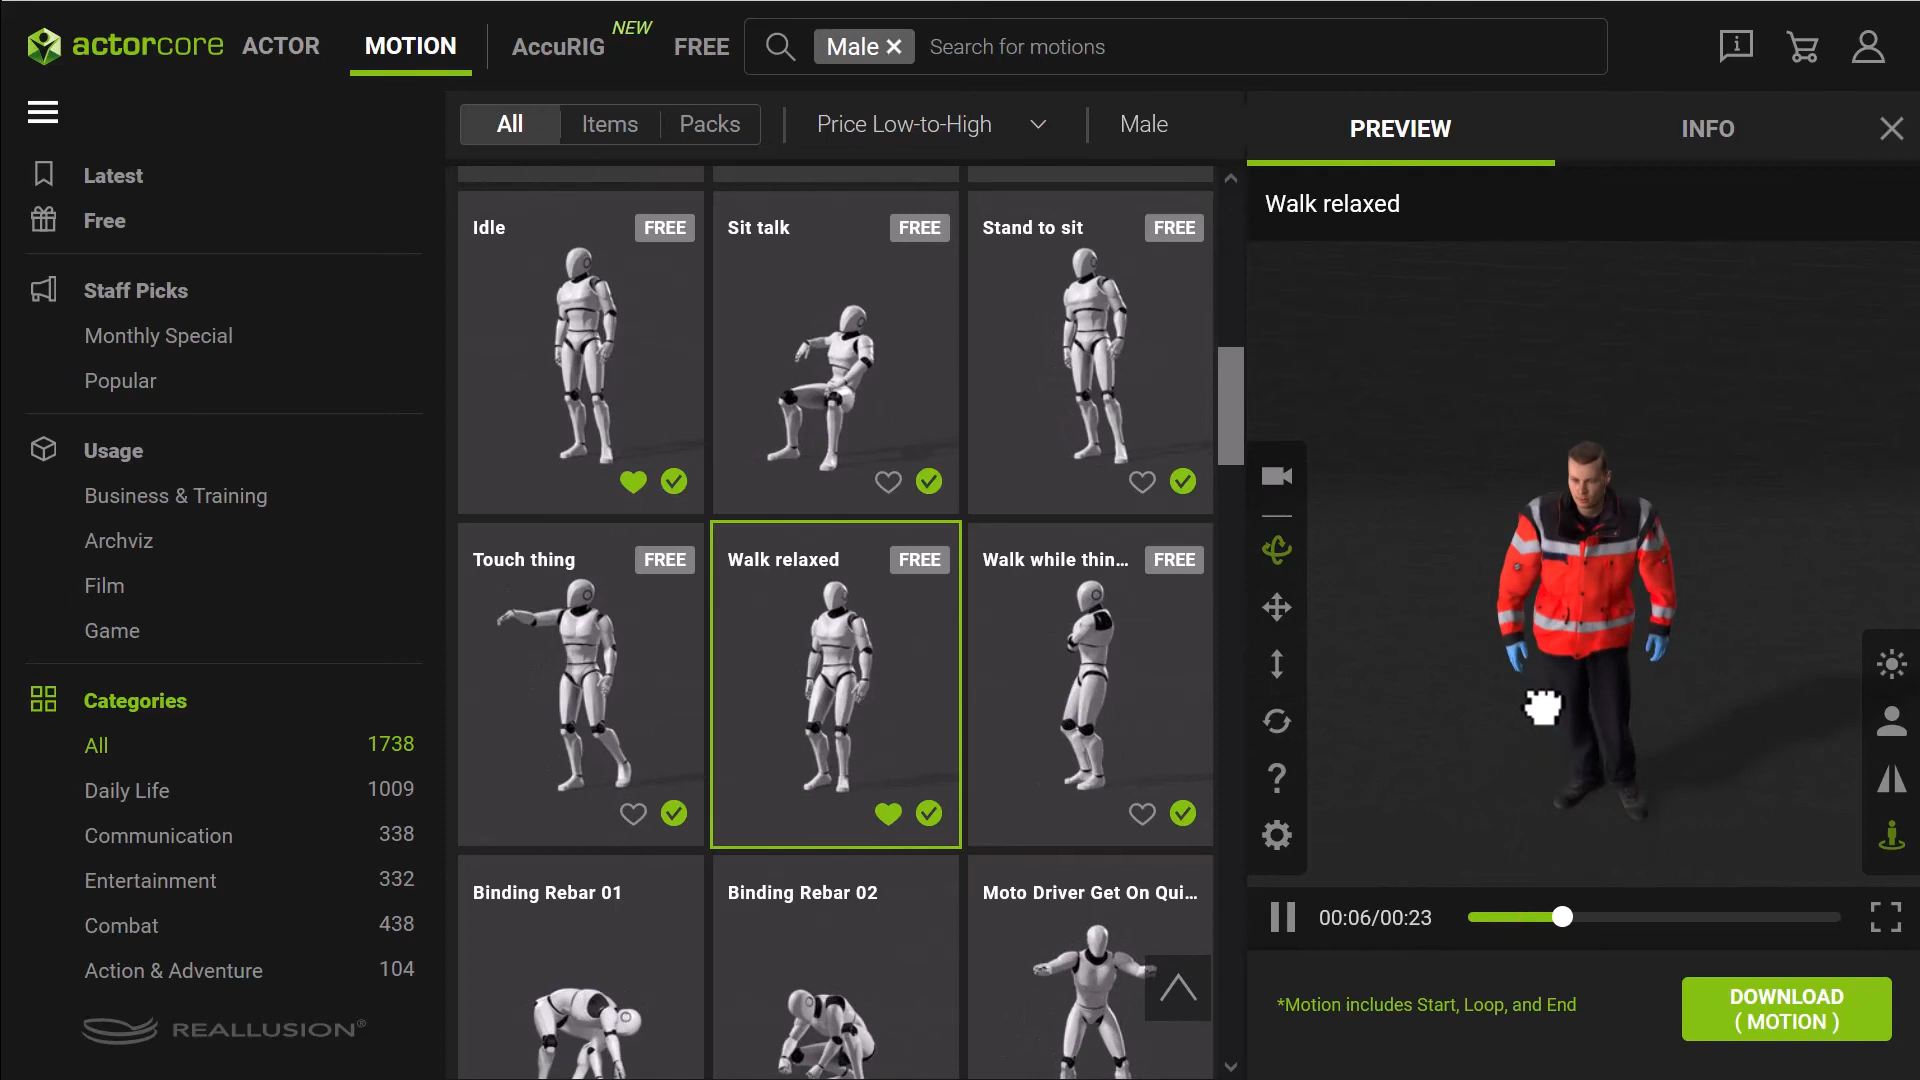 actorcore
ACTOR
MOTION
AccuRIG
NEW
FREE
Male
Search for motions
All
Items
Packs
Price Low-to-High
Male
PREVIEW
INFO
Latest
Free
Staff Picks
Monthly Special
Popular
Usage
Business & Training
Archviz
Film
Game
Categories
All 1738
Daily Life 1009
Communication 338
Entertainment 332
Combat 438
Action & Adventure 104
REALLUSION®
Idle FREE
Sit talk FREE
Stand to sit FREE
Touch thing FREE
Walk relaxed FREE
Walk while thin... FREE
Binding Rebar 01
Binding Rebar 02
Moto Driver Get On Qui...
Walk relaxed
?
00:06/00:23
*Motion includes Start, Loop, and End
DOWNLOAD
( MOTION )